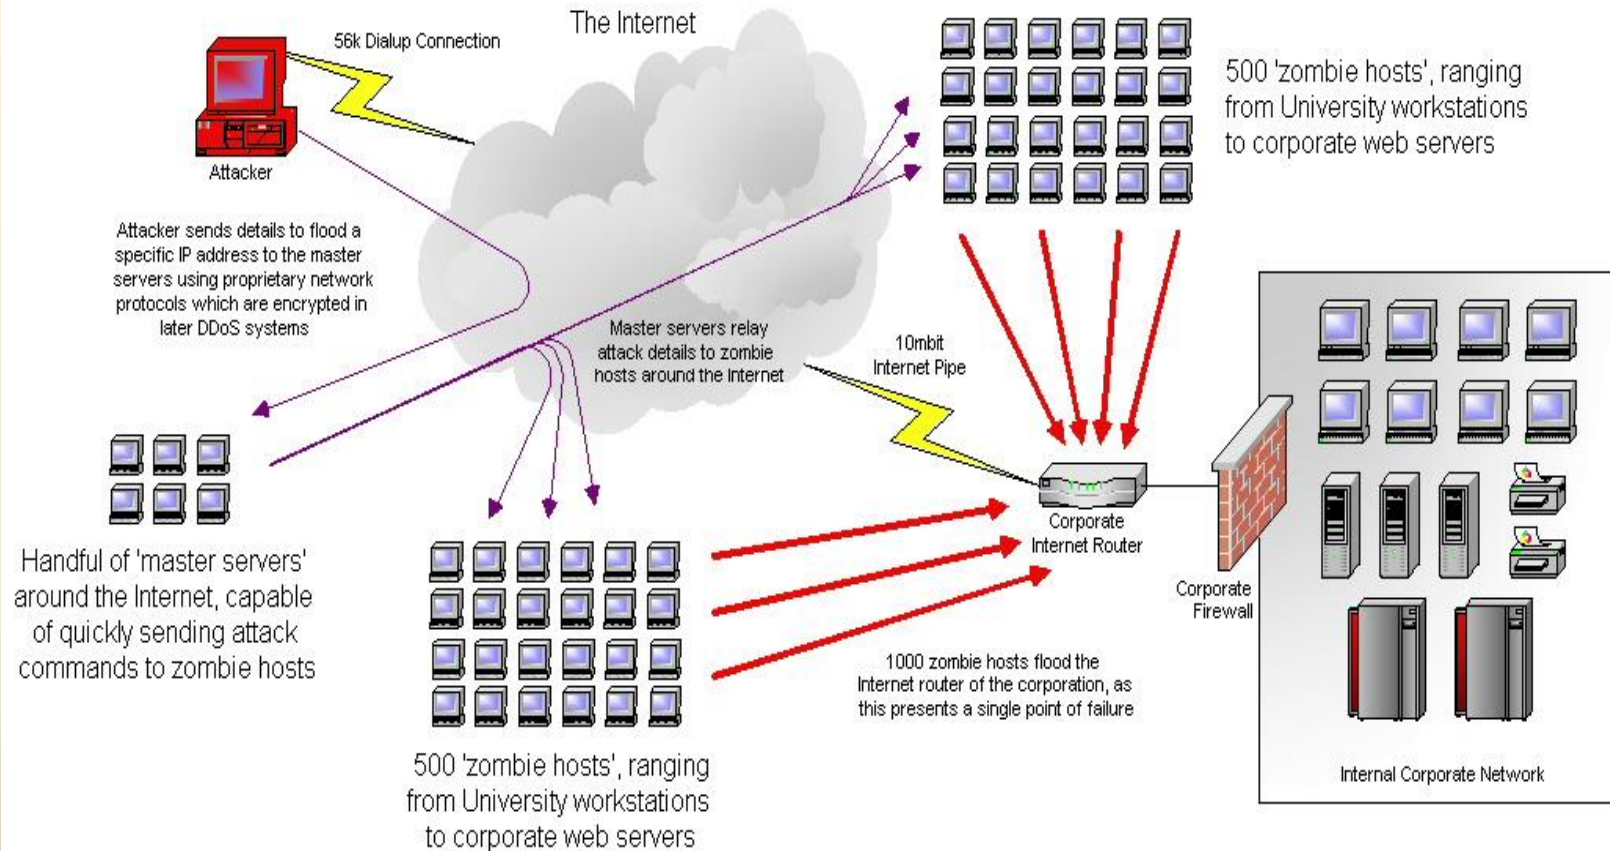 The Internet
56k Dialup Connection
Attacker
500 'zombie hosts', ranging
from University workstations
to corporate web servers
Attacker sends details to flood a
specific IP address to the master
servers using proprietary network
protocols which are encrypted in
later DDoS systems
Master servers relay
attack details to zombie
hosts around the Internet
10mbit
Internet Pipe
Handful of 'master servers'
around the Internet, capable
of quickly sending attack
commands to zombie hosts
Corporate
Internet Router
Corporate
Firewall
1000 zombie hosts flood the
Internet router of the corporation, as
this presents a single point of failure
Internal Corporate Network
500 'zombie hosts', ranging
from University workstations
to corporate web servers